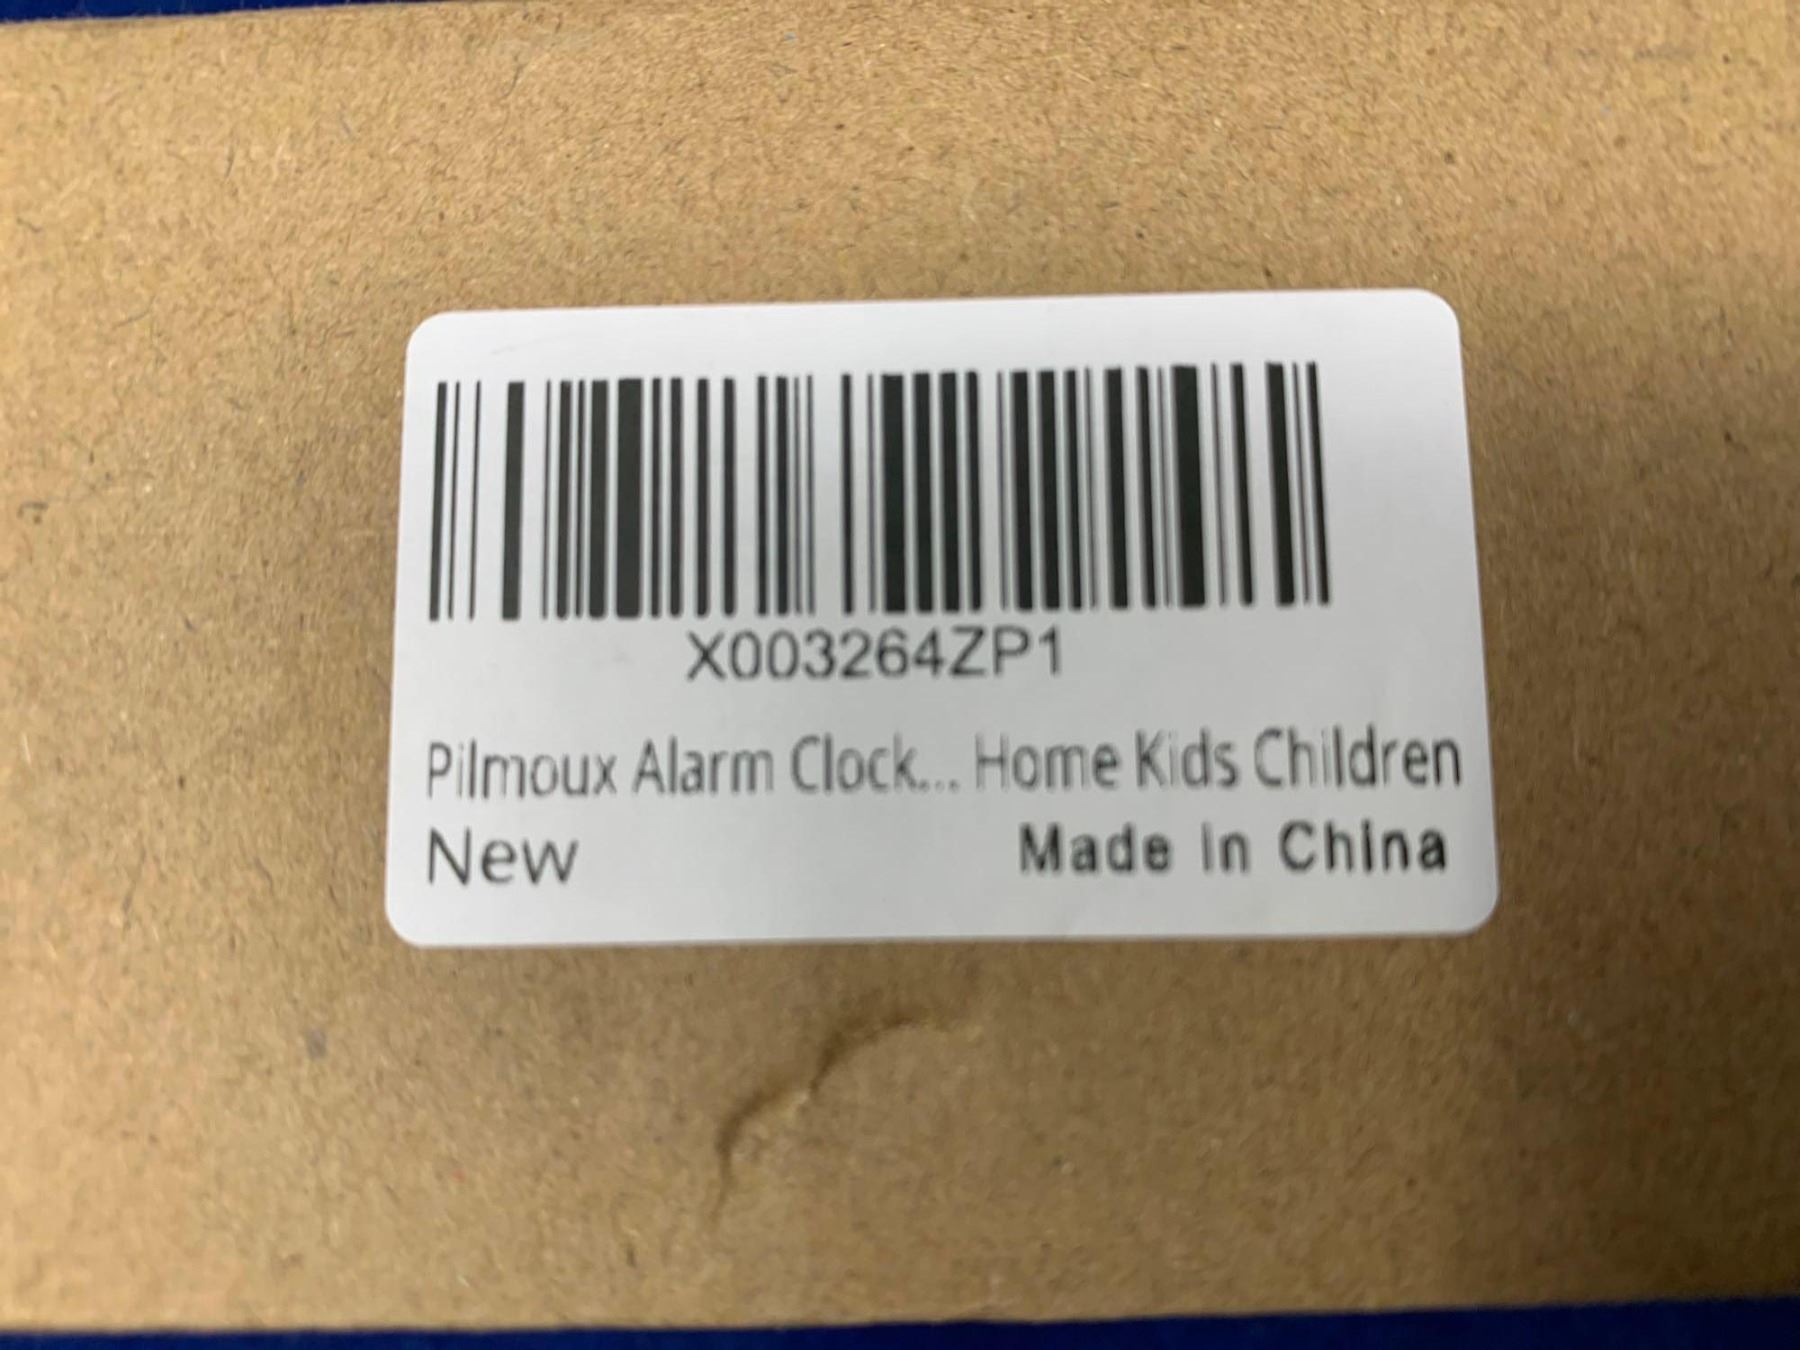 X003264ZP1
Pilmoux Alarm Clock... Home Kids Children
New Made in China